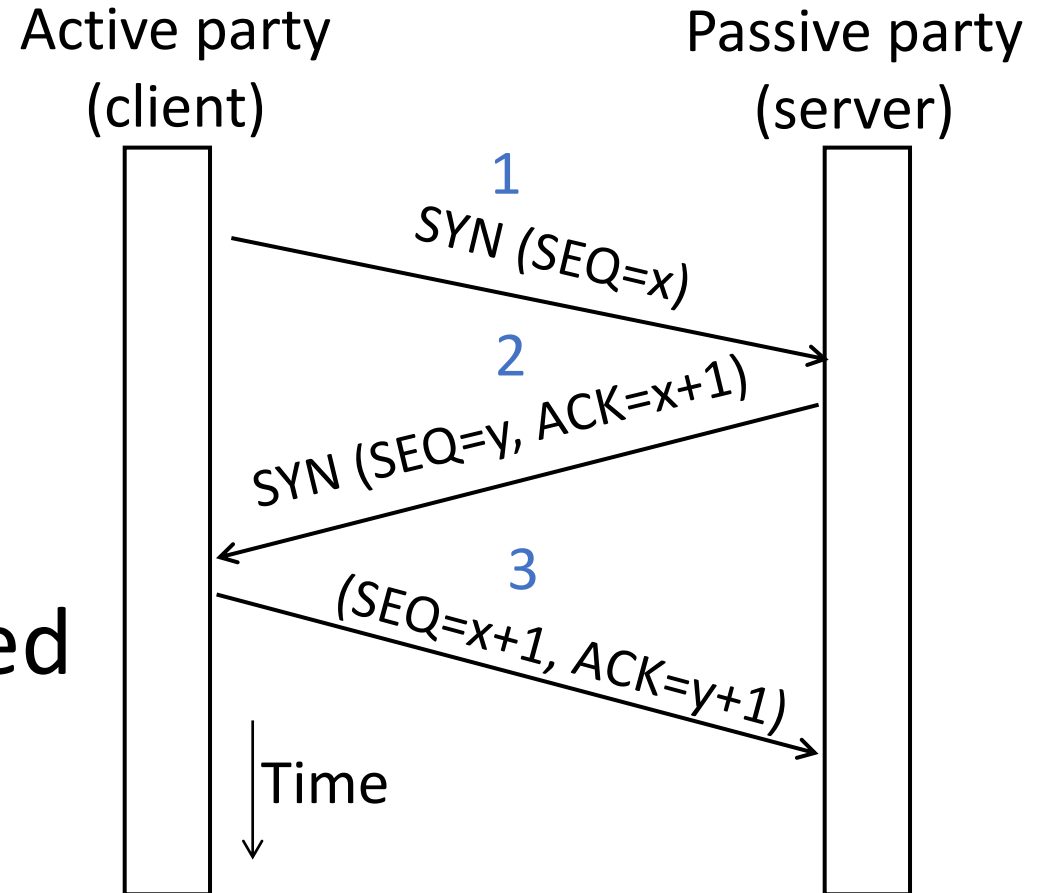 Active party
(client)
Passive party
(server)
1
SYN (SEQ=x)
2
SYN (SEQ=y, ACK=x+1)
3
(SEQ=x+1, ACK=y+1)
ed
Time